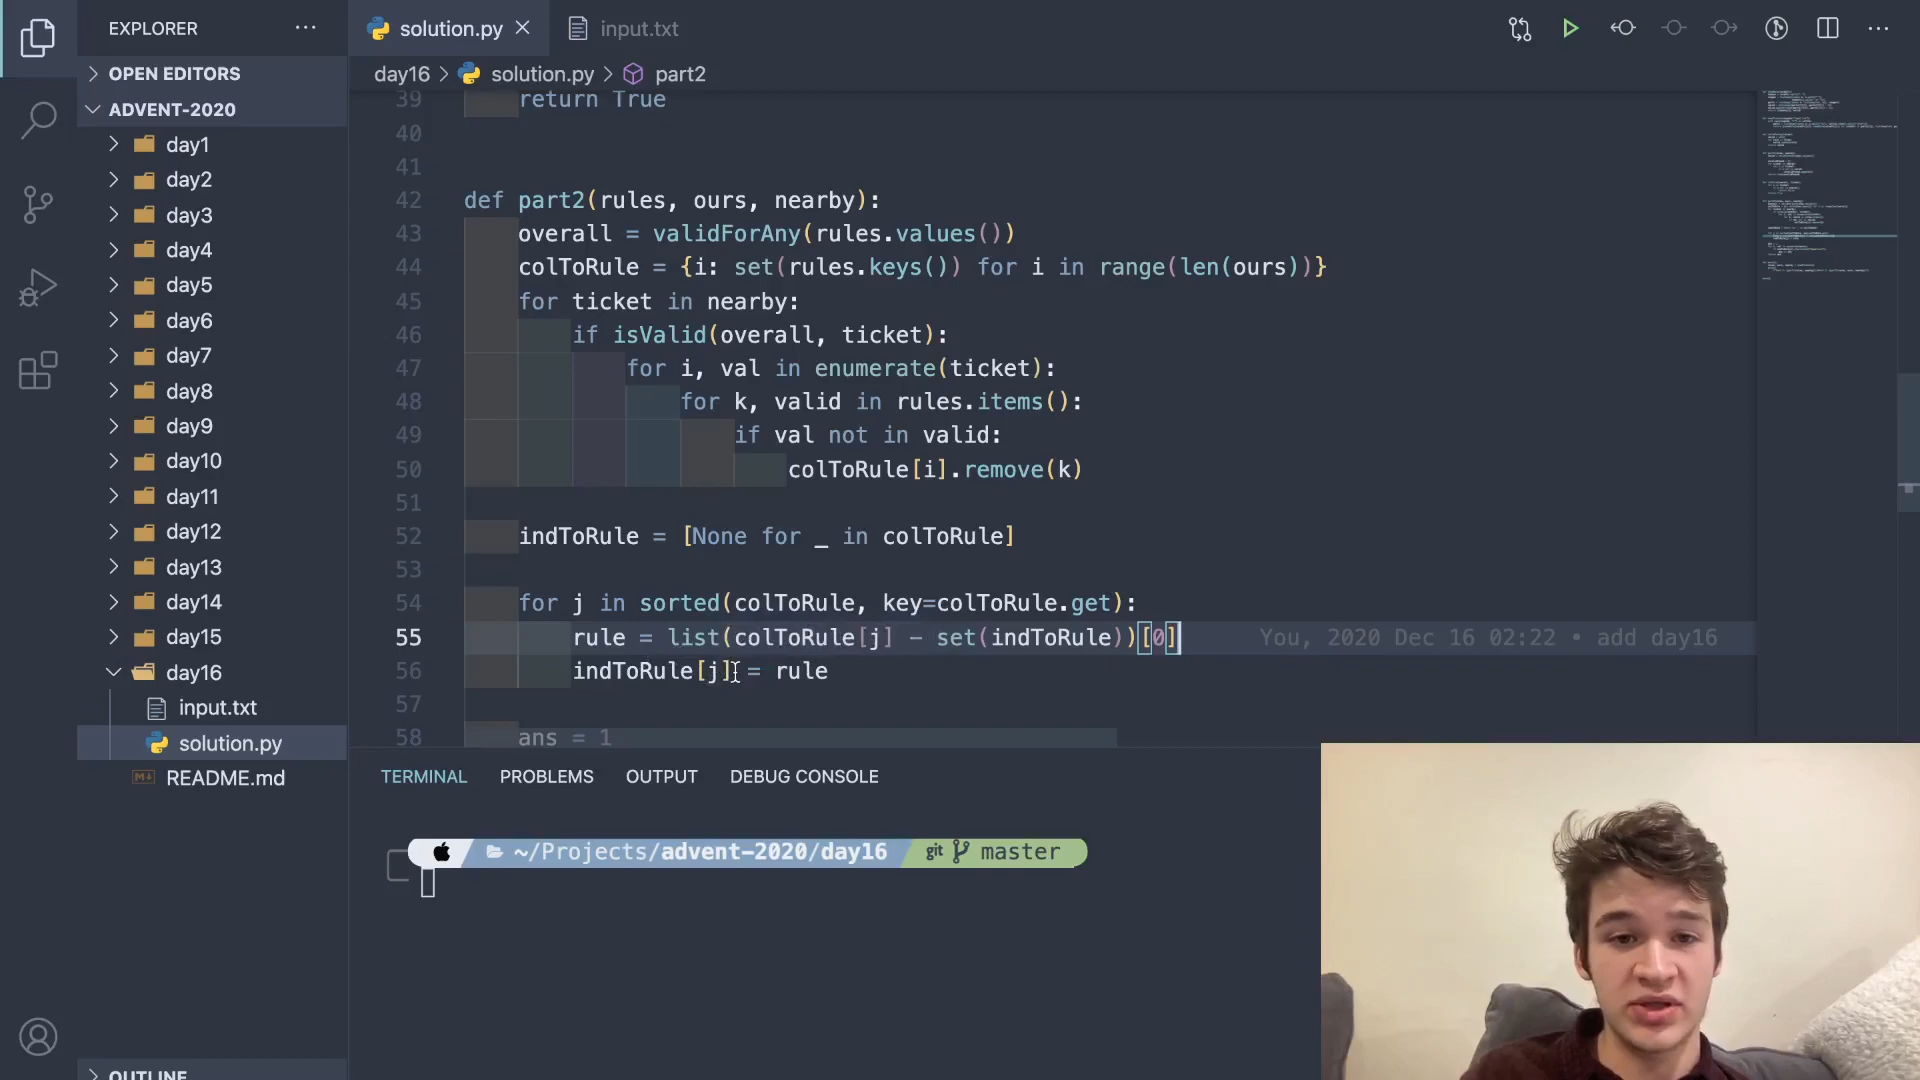 EXPLORER
solution.py
input.txt
OPEN EDITORS
ADVENT-2020
day1
day2
day3
day4
day5
day6
day7
day8
day9
day10
day11
day12
day13
day14
day15
day16
input.txt
solution.py
README.md
OUTLINE
day16 > solution.py > part2
39 return True
40
41
42 def part2(rules, ours, nearby):
43 overall = validForAny(rules.values())
44 colToRule = {i: set(rules.keys()) for i in range(len(ours))}
45 for ticket in nearby:
46 if isValid(overall, ticket):
47 for i, val in enumerate(ticket):
48 for k, valid in rules.items():
49 if val not in valid:
50 colToRule[i].remove(k)
51
52 indToRule = [None for _ in colToRule]
53
54 for j in sorted(colToRule, key=colToRule.get):
55 rule = list(colToRule[j] - set(indToRule))[0] You, 2020 Dec 16 02:22 • add day16
56 indToRule[j] = rule
57
58 ans = 1
TERMINAL PROBLEMS OUTPUT DEBUG CONSOLE
~/Projects/advent-2020/day16 git master